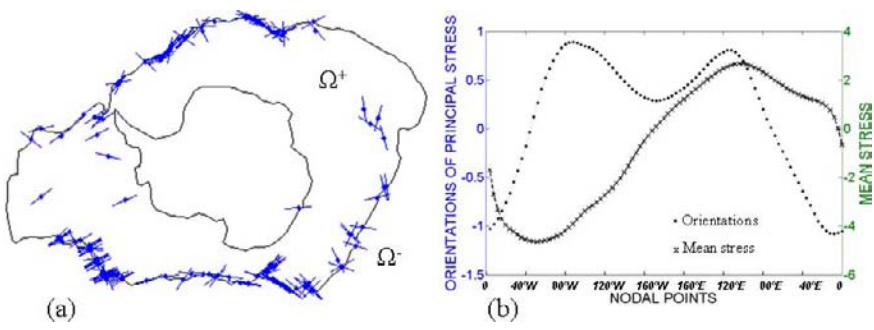 Ω⁺
Ω⁻
(a)
ORIENTATIONS OF PRINCIPAL STRESS
1
0.5
0
-0.5
-1
-1.5
• Orientations
× Mean stress
4
2
0
-2
-4
-6
MEAN STRESS
0 40°W 80°W 120°W 160°W 160°E 120°E 80°E 40°E 0
NODAL POINTS
(b)